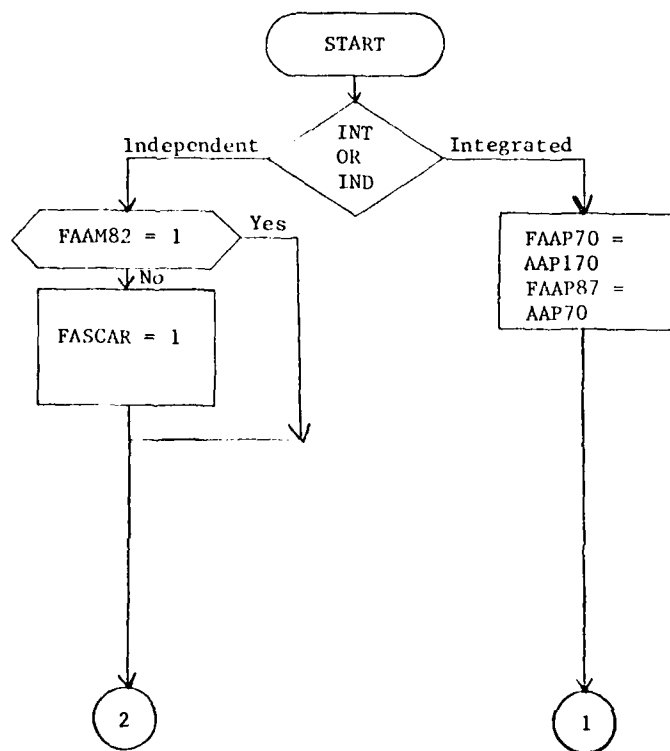 START
INT
OR
IND
Independent
Integrated
FAAM82 = 1
Yes
No
FASCAR = 1
FAAP70 =
AAP170
FAAP87 =
AAP70
2
1